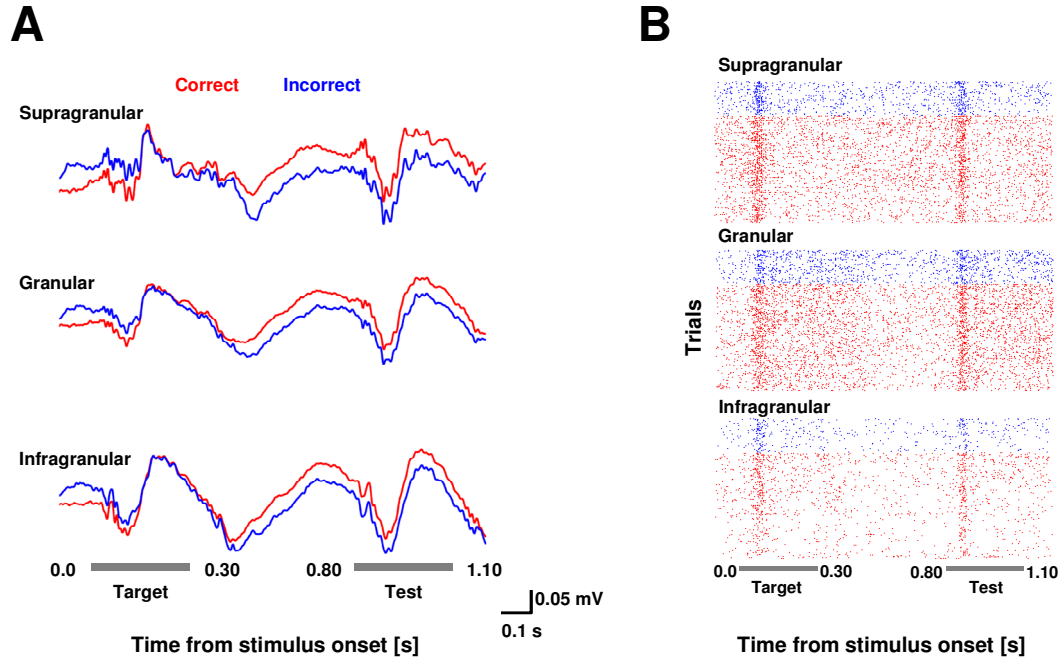 A
Correct Incorrect
Supragranular
Granular
Infragranular
0.0 0.30 0.80 1.10
Target Test
0.05 mV
0.1 s
Time from stimulus onset [s]
B
Supragranular
Granular
Infragranular
Trials
0.0 0.30 0.80 1.10
Target Test
Time from stimulus onset [s]